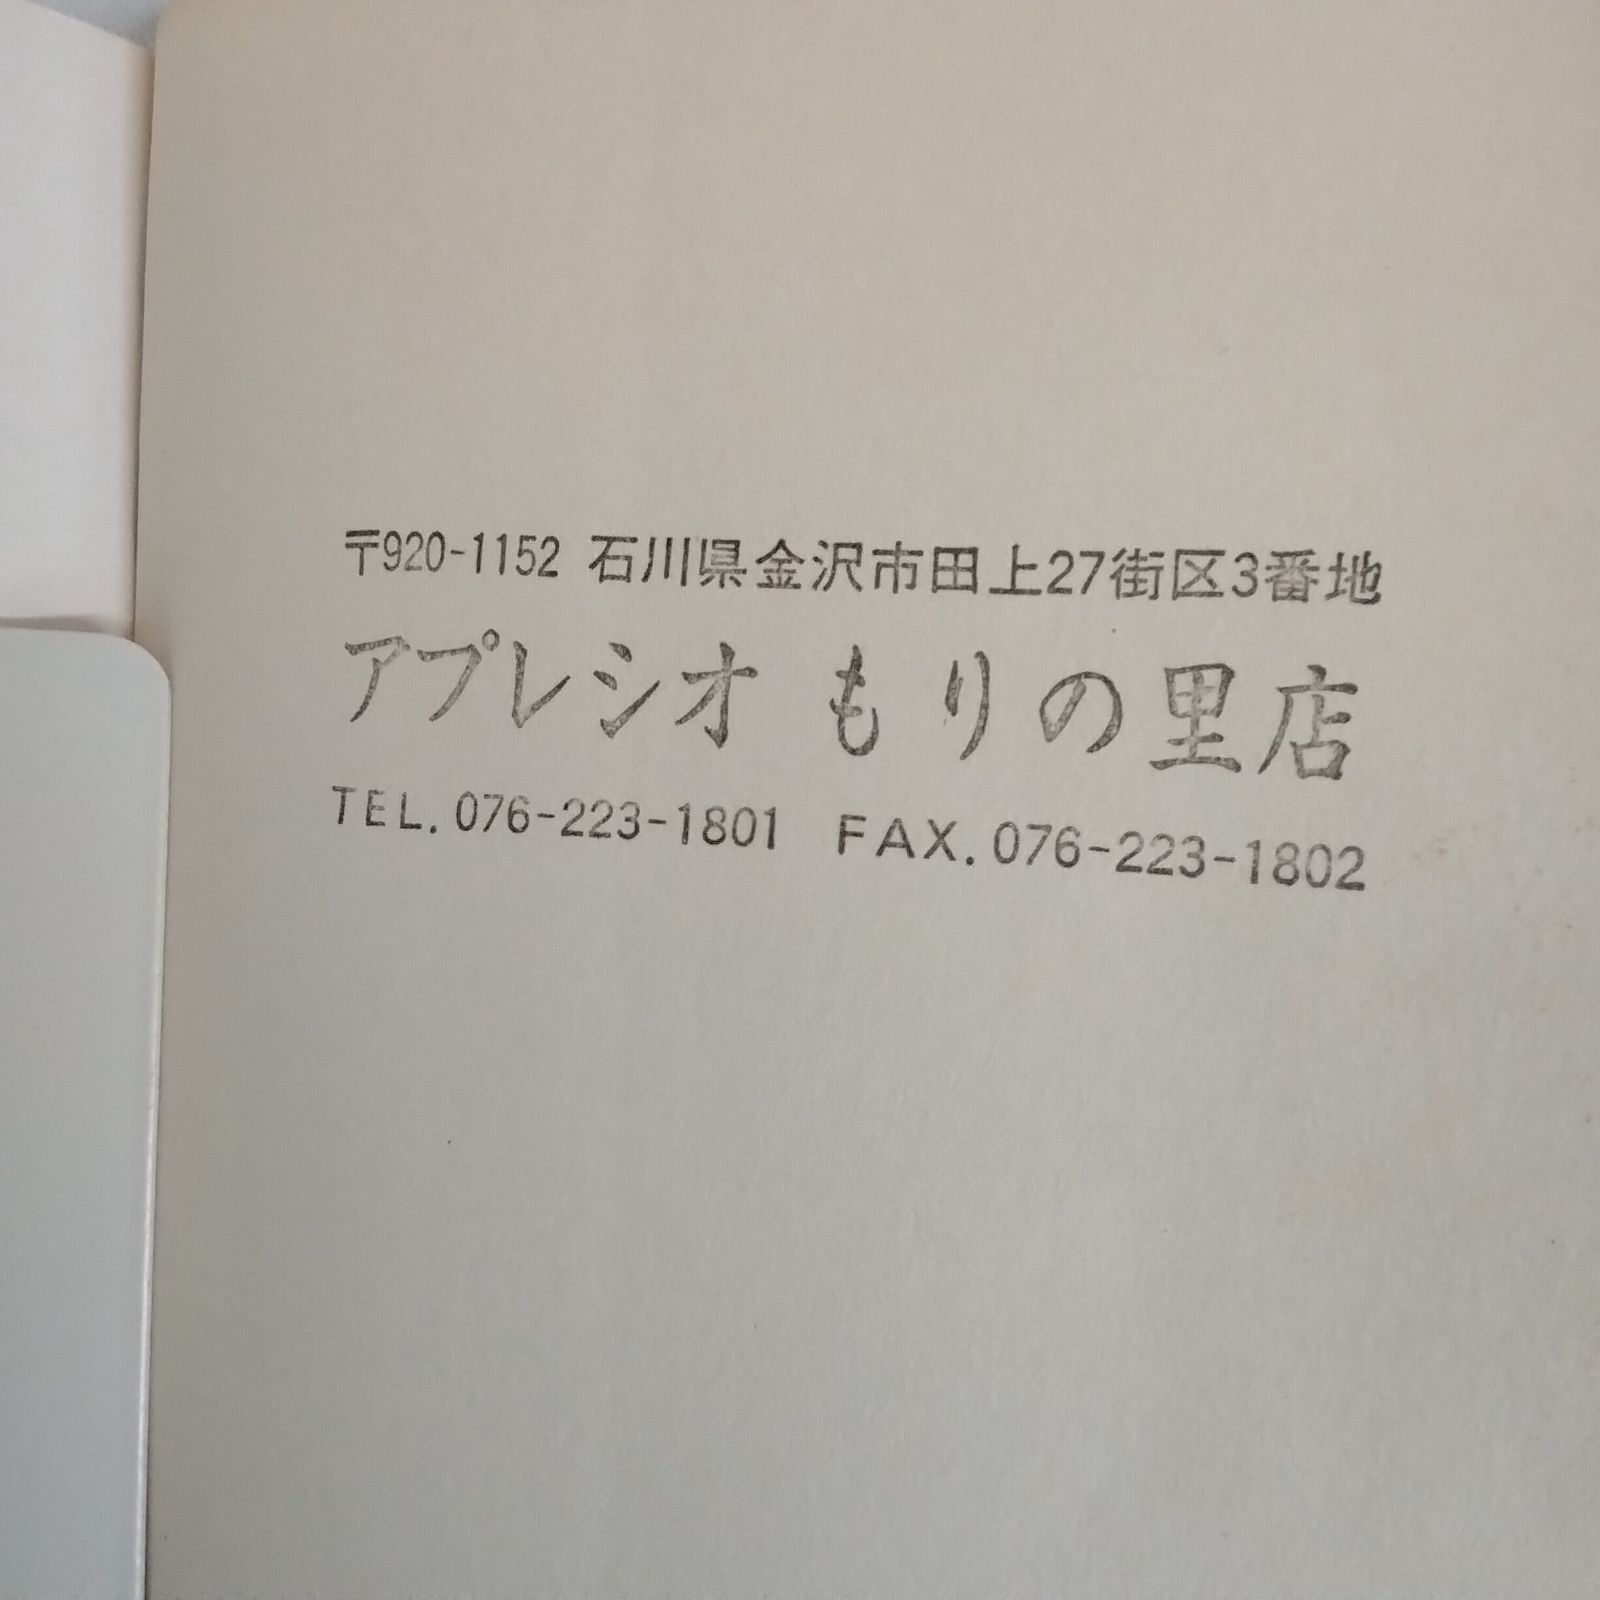 〒920-1152 石川県金沢市田上27街区3番地
アプレシオ もりの里店
TEL. 076-223-1801 FAX. 076-223-1802